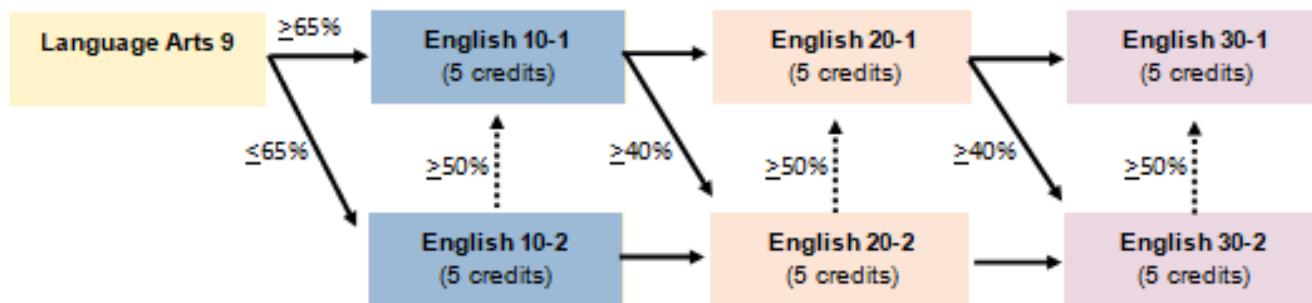 ≥65%
Language Arts 9
English 10-1
(5 credits)
English 20-1
(5 credits)
English 30-1
(5 credits)
≤65%
≥50%
≥40%
≥50%
≥40%
≥50%
English 10-2
(5 credits)
English 20-2
(5 credits)
English 30-2
(5 credits)